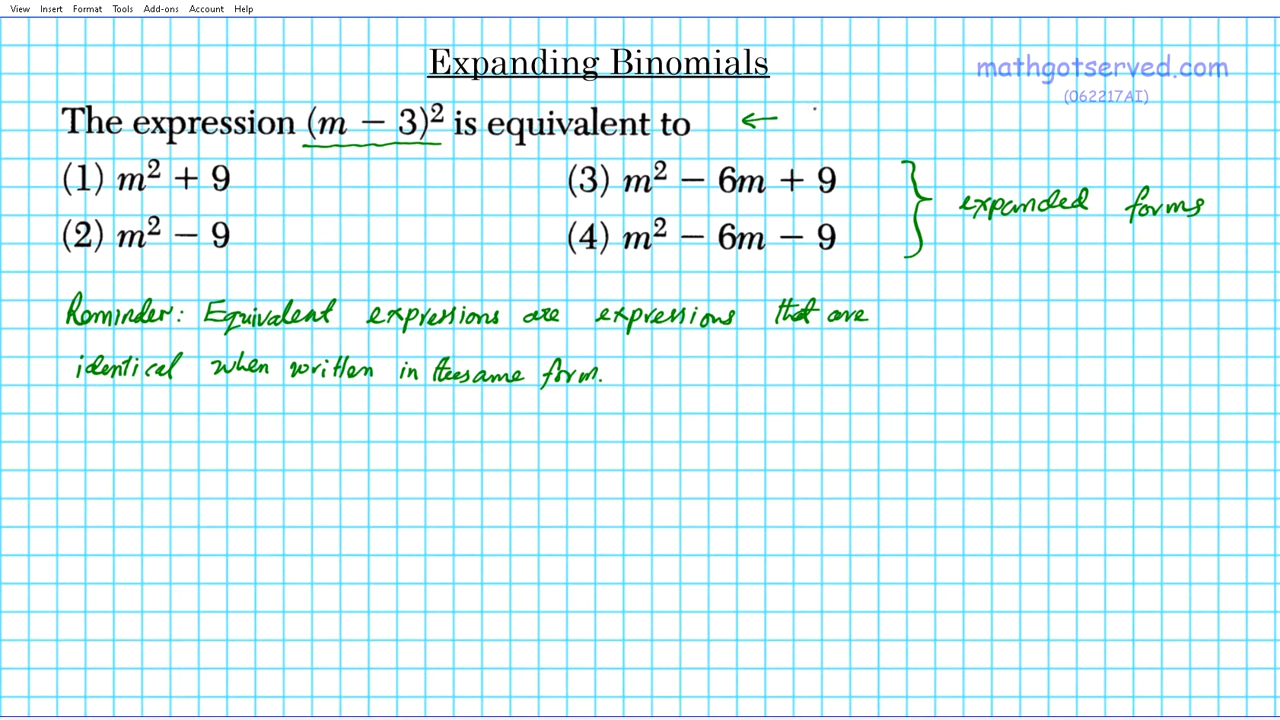 View Insert Format Tools Add-ons Account Help
Expanding Binomials
mathgotserved.com
(062217AI)
The expression (m − 3)² is equivalent to ←
(1) m² + 9
(2) m² − 9
(3) m² − 6m + 9
(4) m² − 6m − 9
expanded forms
Reminder: Equivalent expressions are expressions that are
identical when written in the same form.